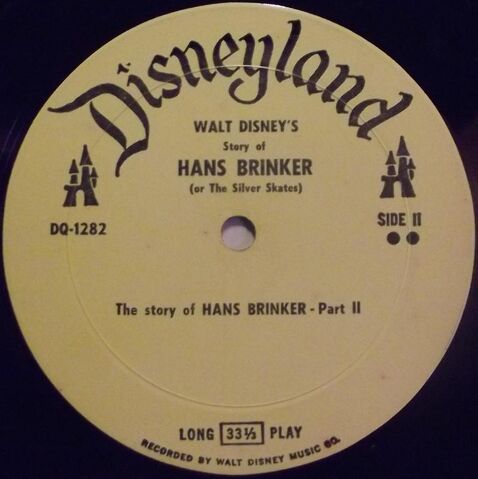 Disneyland
WALT DISNEY'S
Story of
HANS BRINKER
(or The Silver Skates)
DQ-1282
SIDE II
The story of HANS BRINKER - Part II
LONG 33⅓ PLAY
RECORDED BY WALT DISNEY MUSIC CO.